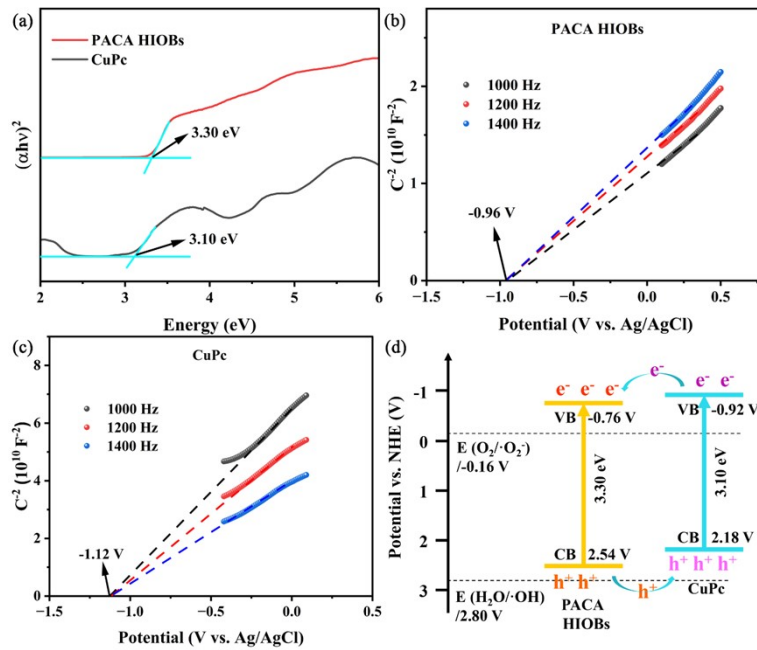 (a)
PACA HIOBs
CuPc
3.30 eV
3.10 eV
(αhν)²
2 3 4 5 6
Energy (eV)
(b)
PACA HIOBs
1000 Hz
1200 Hz
1400 Hz
-0.96 V
C⁻² (10¹⁰ F⁻²)
2
1
0
-1.5 -1.0 -0.5 0.0 0.5
Potential (V vs. Ag/AgCl)
(c)
CuPc
1000 Hz
1200 Hz
1400 Hz
-1.12 V
C⁻² (10¹⁰ F⁻²)
8
6
4
2
0
-1.5 -1.0 -0.5 0.0 0.5
Potential (V vs. Ag/AgCl)
(d)
Potential vs. NHE (V)
-1
0
1
2
3
e⁻ e⁻ e⁻
e⁻
e⁻ e⁻
VB -0.76 V
VB -0.92 V
E (O₂/·O₂⁻)
/-0.16 V
3.30 eV
3.10 eV
CB 2.54 V
CB 2.18 V
h⁺ h⁺
h⁺
h⁺ h⁺ h⁺
E (H₂O/·OH)
/2.80 V
PACA
HIOBs
CuPc